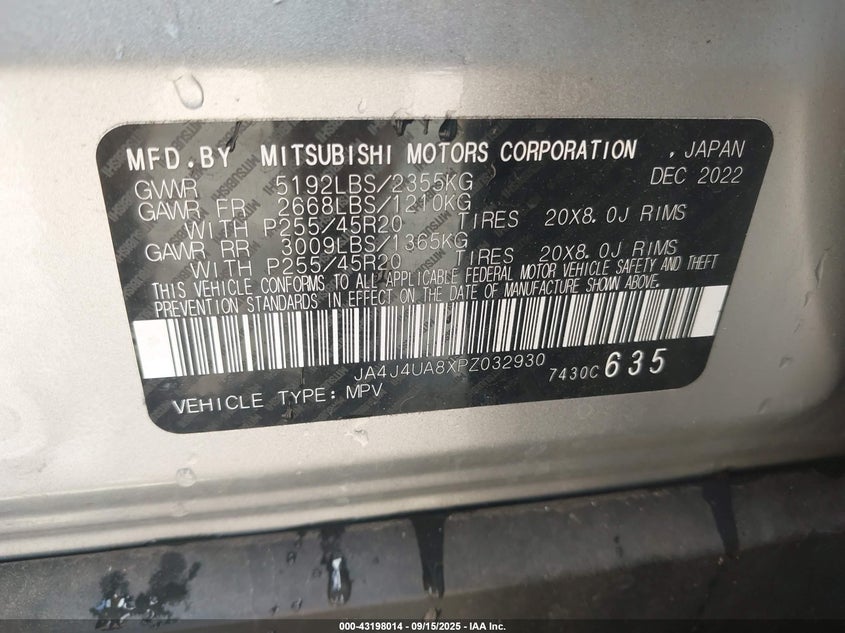 MFD.BY MITSUBISHI MOTORS CORPORATION , JAPAN
GVWR 5192LBS/2355KG DEC 2022
GAWR FR 2668LBS/1210KG
WITH P255/45R20 TIRES 20X8.0J RIMS
GAWR RR 3009LBS/1365KG
WITH P255/45R20 TIRES 20X8.0J RIMS
THIS VEHICLE CONFORMS TO ALL APPLICABLE FEDERAL MOTOR VEHICLE SAFETY AND THEFT
PREVENTION STANDARDS IN EFFECT ON THE DATE OF MANUFACTURE SHOWN ABOVE.
JA4J4UA8XPZ032930 7430C 635
VEHICLE TYPE: MPV
000-43198014 - 09/15/2025 - IAA Inc.